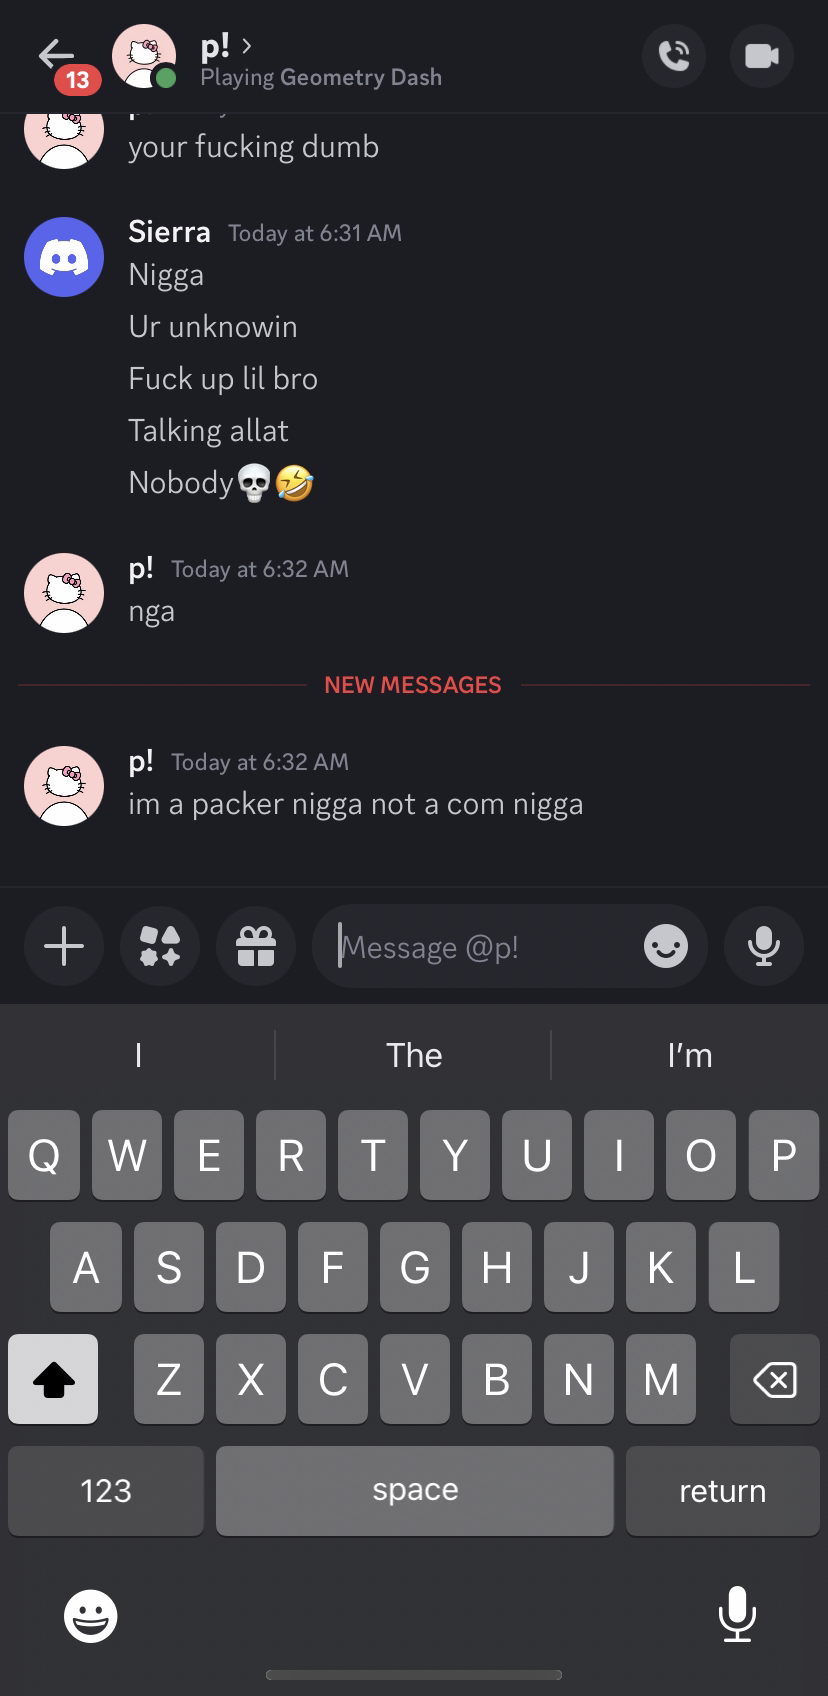 13
p!
Playing Geometry Dash
your fucking dumb
Sierra Today at 6:31 AM
Nigga
Ur unknowin
Fuck up lil bro
Talking allat
Nobody💀🤣
p! Today at 6:32 AM
nga
NEW MESSAGES
p! Today at 6:32 AM
im a packer nigga not a com nigga
Message @p!
I The I’m
Q W E R T Y U I O P
A S D F G H J K L
Z X C V B N M
123 space return